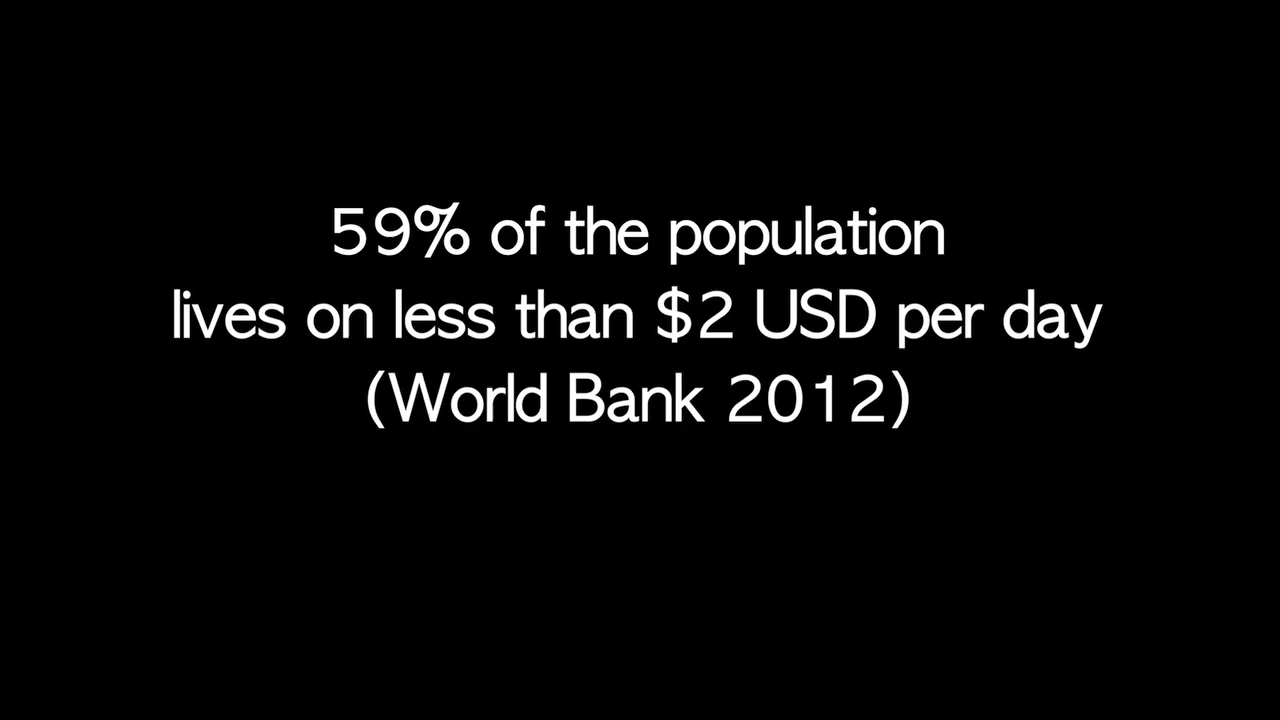 59% of the population
lives on less than $2 USD per day
(World Bank 2012)